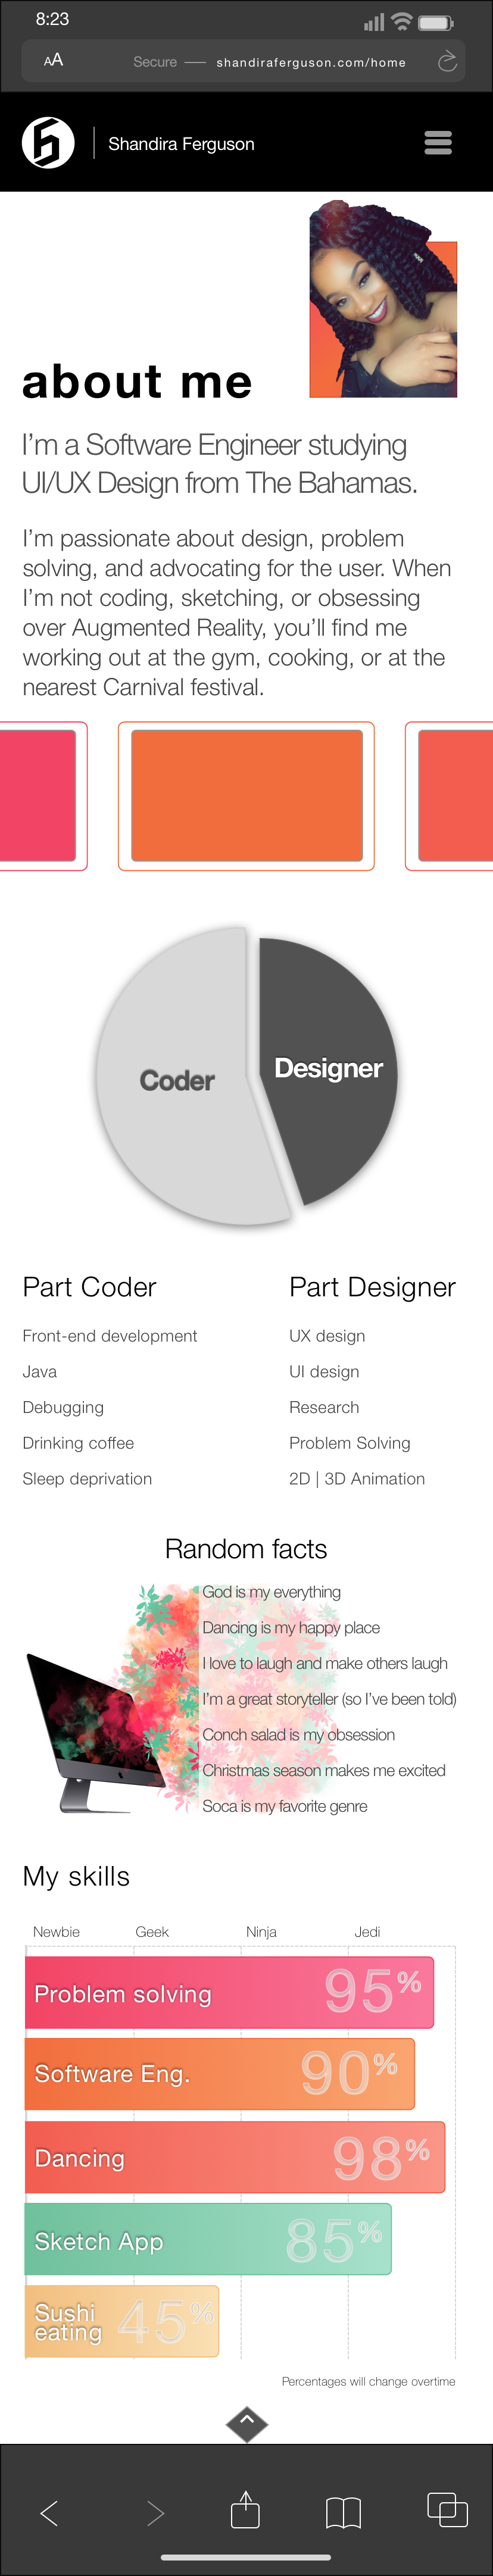 8:23
AA Secure — shandiraferguson.com/home
Shandira Ferguson
about me
I'm a Software Engineer studying
UI/UX Design from The Bahamas.
I'm passionate about design, problem
solving, and advocating for the user. When
I'm not coding, sketching, or obsessing
over Augmented Reality, you'll find me
working out at the gym, cooking, or at the
nearest Carnival festival.
Coder
Designer
Part Coder
Front-end development
Java
Debugging
Drinking coffee
Sleep deprivation
Part Designer
UX design
UI design
Research
Problem Solving
2D | 3D Animation
Random facts
God is my everything
Dancing is my happy place
I love to laugh and make others laugh
I'm a great storyteller (so I've been told)
Conch salad is my obsession
Christmas season makes me excited
Soca is my favorite genre
My skills
Newbie Geek Ninja Jedi
Problem solving 95%
Software Eng. 90%
Dancing 98%
Sketch App 85%
Sushi
eating 45%
Percentages will change overtime